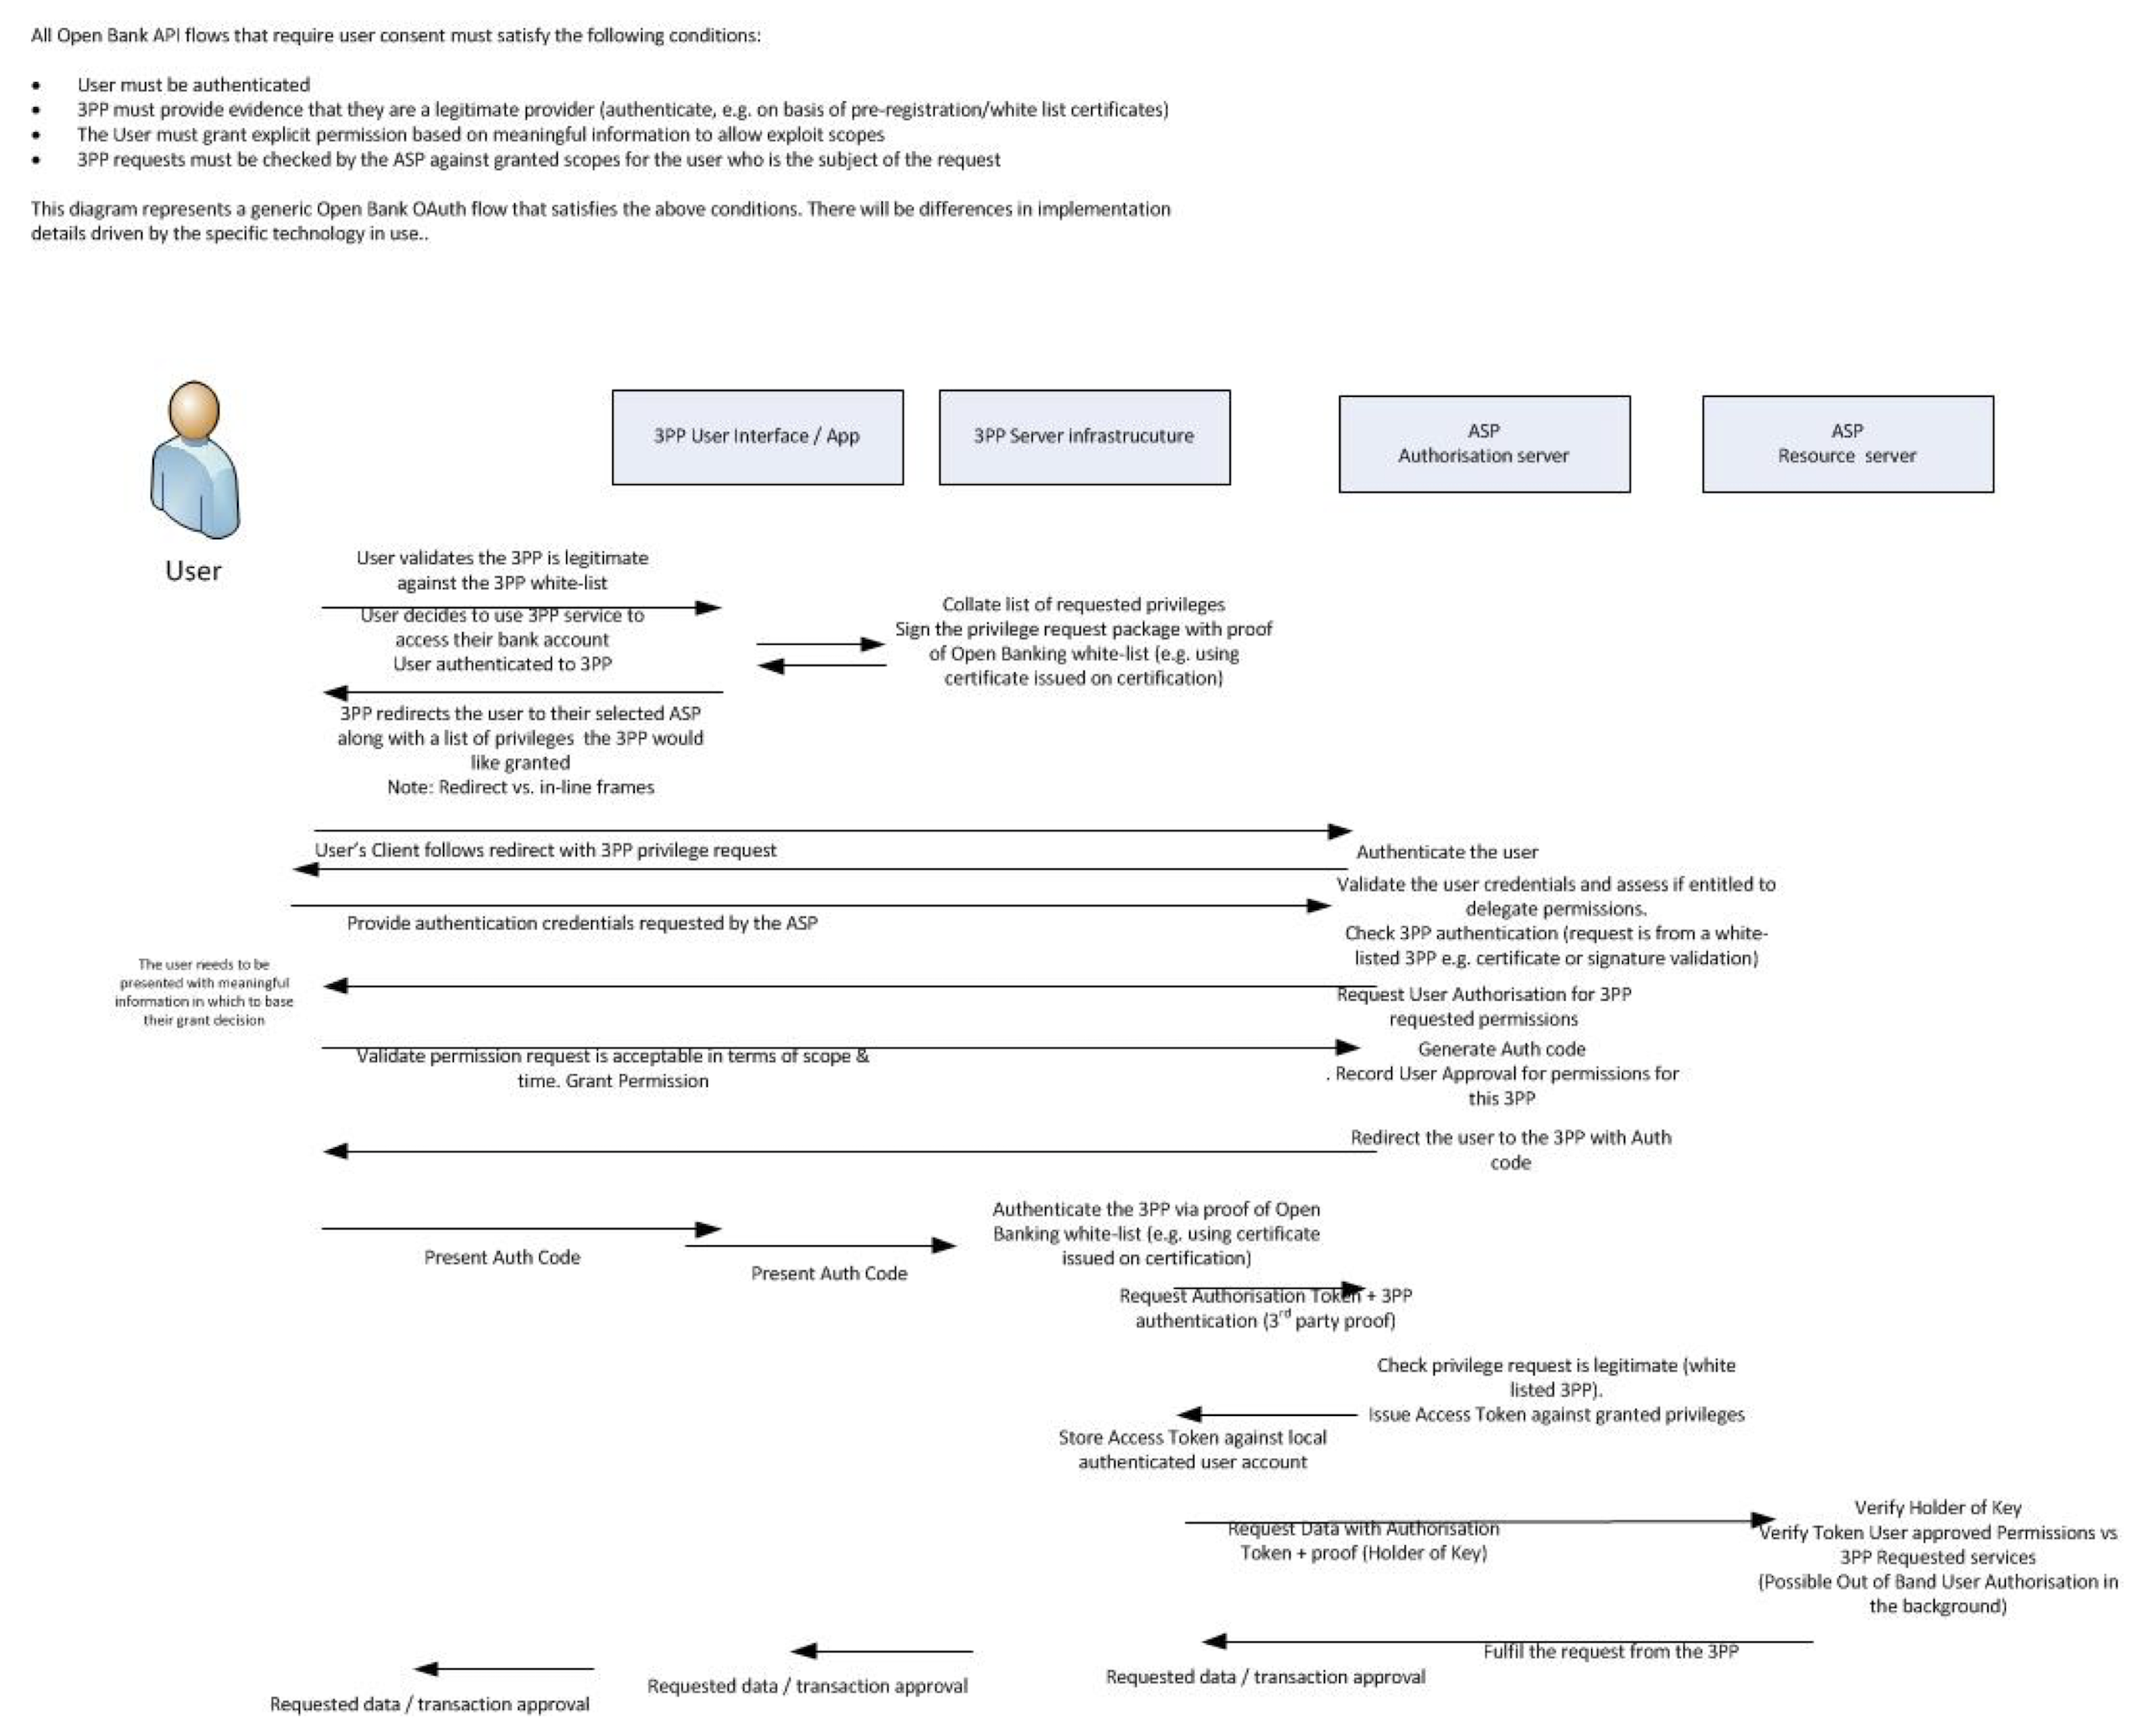 All Open Bank API flows that require user consent must satisfy the following conditions:
• User must be authenticated
• 3PP must provide evidence that they are a legitimate provider (authenticate, e.g. on basis of pre-registration/white list certificates)
• The User must grant explicit permission based on meaningful information to allow exploit scopes
• 3PP requests must be checked by the ASP against granted scopes for the user who is the subject of the request
This diagram represents a generic Open Bank OAuth flow that satisfies the above conditions. There will be differences in implementation
details driven by the specific technology in use..
3PP User Interface / App
3PP Server infrastrucuture
ASP
Authorisation server
ASP
Resource server
User
User validates the 3PP is legitimate
against the 3PP white-list
User decides to use 3PP service to
access their bank account
User authenticated to 3PP
Collate list of requested privileges
Sign the privilege request package with proof
of Open Banking white-list (e.g. using
certificate issued on certification)
3PP redirects the user to their selected ASP
along with a list of privileges the 3PP would
like granted
Note: Redirect vs. in-line frames
User's Client follows redirect with 3PP privilege request
Authenticate the user
Validate the user credentials and assess if entitled to
delegate permissions.
Check 3PP authentication (request is from a white-
listed 3PP e.g. certificate or signature validation)
Provide authentication credentials requested by the ASP
The user needs to be
presented with meaningful
information in which to base
their grant decision
Request User Authorisation for 3PP
requested permissions
Validate permission request is acceptable in terms of scope &
time. Grant Permission
Generate Auth code
. Record User Approval for permissions for
this 3PP
Redirect the user to the 3PP with Auth
code
Present Auth Code
Present Auth Code
Authenticate the 3PP via proof of Open
Banking white-list (e.g. using certificate
issued on certification)
Request Authorisation Token + 3PP
authentication (3rd party proof)
Check privilege request is legitimate (white
listed 3PP).
Issue Access Token against granted privileges
Store Access Token against local
authenticated user account
Request Data with Authorisation
Token + proof (Holder of Key)
Verify Holder of Key
Verify Token User approved Permissions vs
3PP Requested services
(Possible Out of Band User Authorisation in
the background)
Fulfil the request from the 3PP
Requested data / transaction approval
Requested data / transaction approval
Requested data / transaction approval